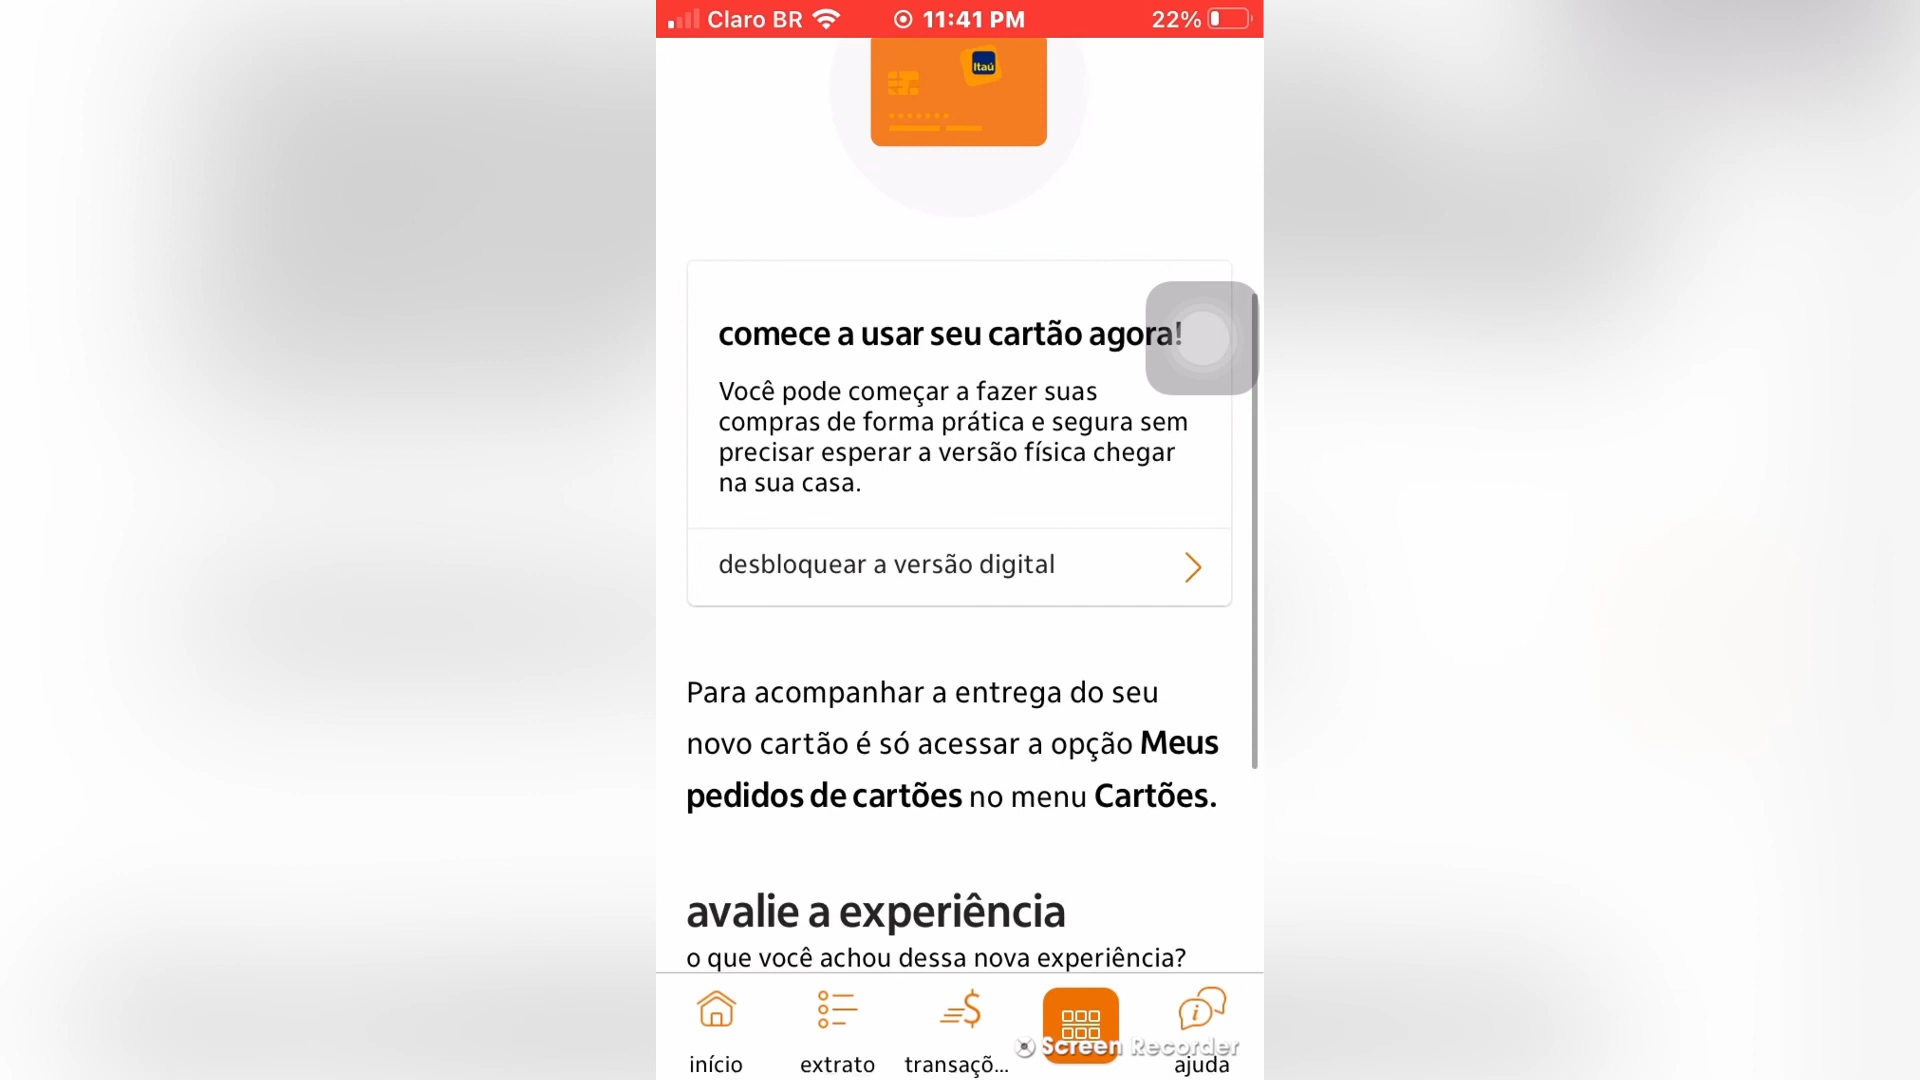 Claro BR 11:41 PM 22%
Itaú
comece a usar seu cartão agora!
Você pode começar a fazer suas
compras de forma prática e segura sem
precisar esperar a versão física chegar
na sua casa.
desbloquear a versão digital
Para acompanhar a entrega do seu
novo cartão é só acessar a opção Meus
pedidos de cartões no menu Cartões.
avalie a experiência
o que você achou dessa nova experiência?
Screen Recorder
início extrato transaçõ... ajuda